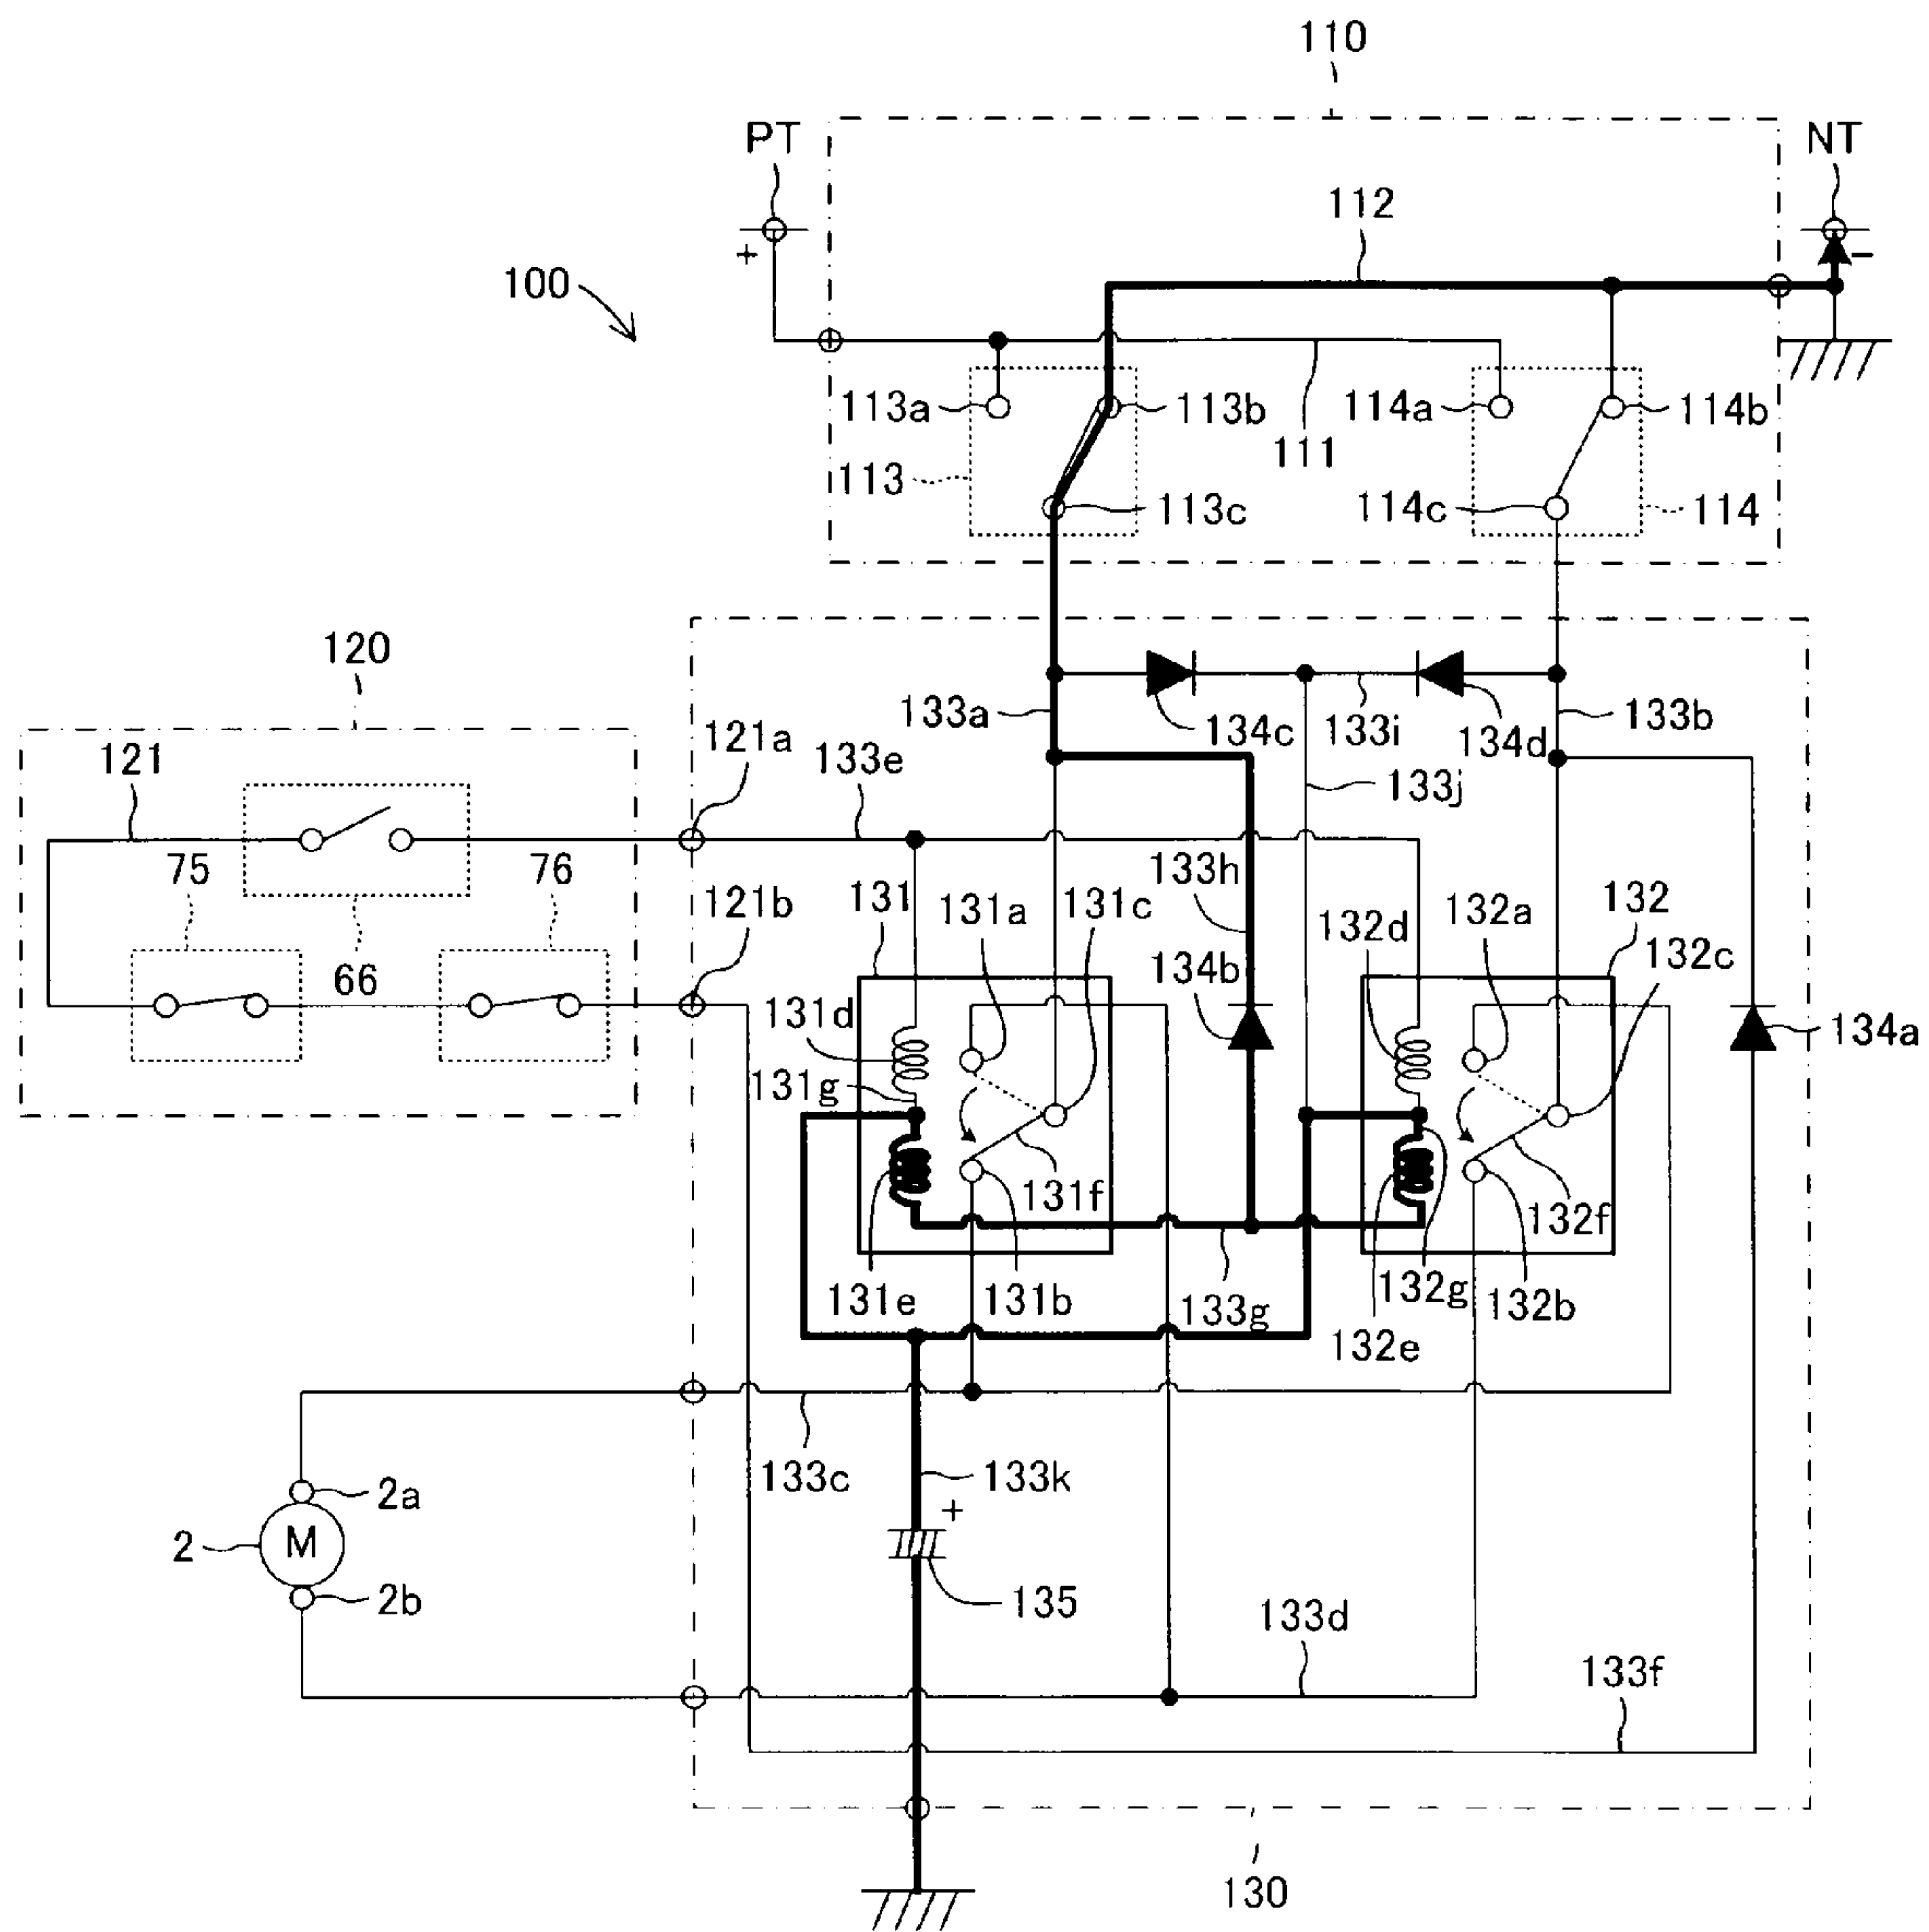 110
PT
NT
112
+
-
100
113a
113b
114a
114b
111
113
113c
114c
114
120
133a
134c
133i
134d
133b
121
121a
133e
133j
75
76
133h
131
131a
131c
132d
132a
132
132c
121b
66
134b
131d
134a
131g
131f
132f
131e
131b
133g
132g
132b
132e
133c
133k
2a
+
2
M
2b
135
133d
133f
130